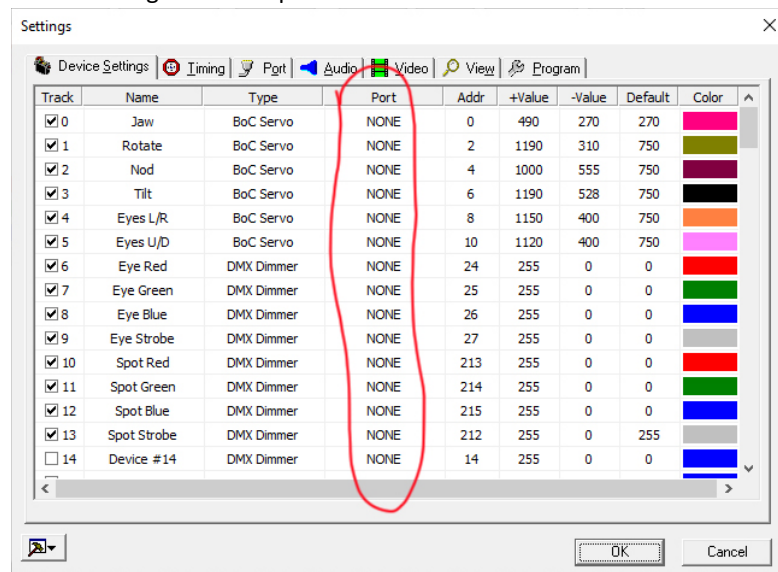 Settings
Device Settings Timing Port Audio Video View Program
Track Name Type Port Addr +Value -Value Default Color
0 Jaw BoC Servo NONE 0 490 270 270
1 Rotate BoC Servo NONE 2 1190 310 750
2 Nod BoC Servo NONE 4 1000 555 750
3 Tilt BoC Servo NONE 6 1190 528 750
4 Eyes L/R BoC Servo NONE 8 1150 400 750
5 Eyes U/D BoC Servo NONE 10 1120 400 750
6 Eye Red DMX Dimmer NONE 24 255 0 0
7 Eye Green DMX Dimmer NONE 25 255 0 0
8 Eye Blue DMX Dimmer NONE 26 255 0 0
9 Eye Strobe DMX Dimmer NONE 27 255 0 0
10 Spot Red DMX Dimmer NONE 213 255 0 0
11 Spot Green DMX Dimmer NONE 214 255 0 0
12 Spot Blue DMX Dimmer NONE 215 255 0 0
13 Spot Strobe DMX Dimmer NONE 212 255 0 255
14 Device #14 DMX Dimmer NONE 14 255 0 0
OK Cancel